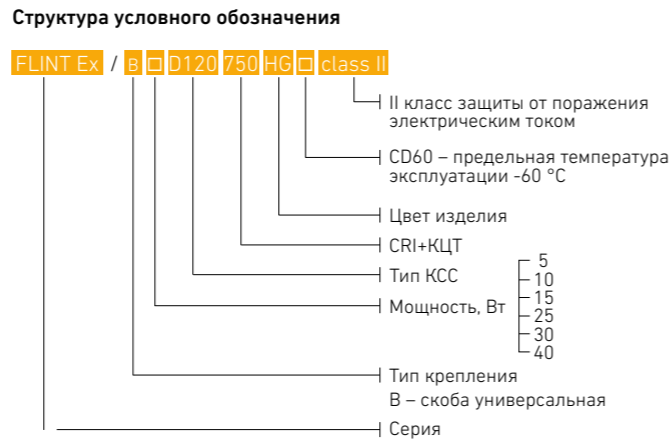 Структура условного обозначения
FLINT Ex / B □ D120 750 HG □ class II
II класс защиты от поражения
электрическим током
CD60 – предельная температура
эксплуатации -60 °C
Цвет изделия
CRI+КЦТ
Тип КСС
Мощность, Вт
5
10
15
25
30
40
Тип крепления
B – скоба универсальная
Серия